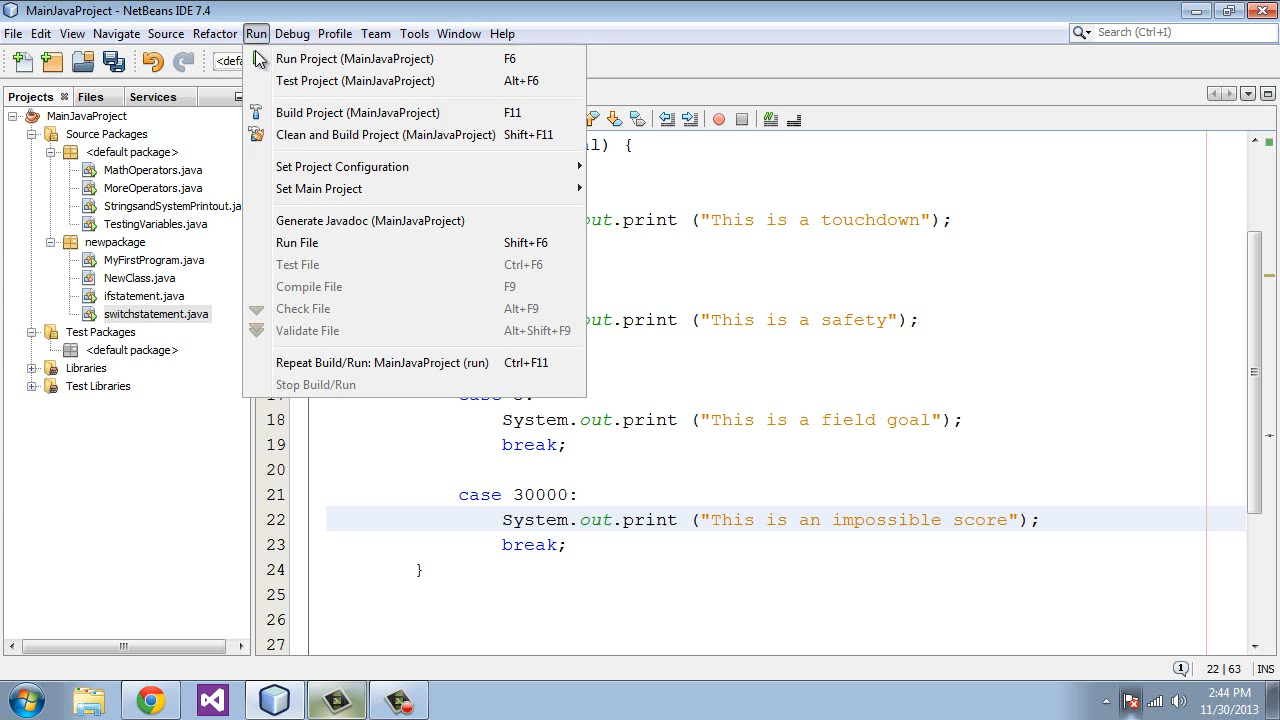 MainJavaProject - NetBeans IDE 7.4
File Edit View Navigate Source Refactor Run Debug Profile Team Tools Window Help
Search (Ctrl+I)
<defa
Run Project (MainJavaProject) F6
Test Project (MainJavaProject) Alt+F6
Build Project (MainJavaProject) F11
Clean and Build Project (MainJavaProject) Shift+F11
Set Project Configuration
Set Main Project
Generate Javadoc (MainJavaProject)
Run File Shift+F6
Test File Ctrl+F6
Compile File F9
Check File Alt+F9
Validate File Alt+Shift+F9
Repeat Build/Run: MainJavaProject (run) Ctrl+F11
Stop Build/Run
Projects Files Services
MainJavaProject
Source Packages
<default package>
MathOperators.java
MoreOperators.java
StringsandSystemPrintout.ja
TestingVariables.java
newpackage
MyFirstProgram.java
NewClass.java
ifstatement.java
switchstatement.java
Test Packages
<default package>
Libraries
Test Libraries
) {
out.print ("This is a touchdown");
out.print ("This is a safety");
18 System.out.print ("This is a field goal");
19 break;
20
21 case 30000:
22 System.out.print ("This is an impossible score");
23 break;
24 }
25
26
27
22 | 63 INS
2:44 PM
11/30/2013